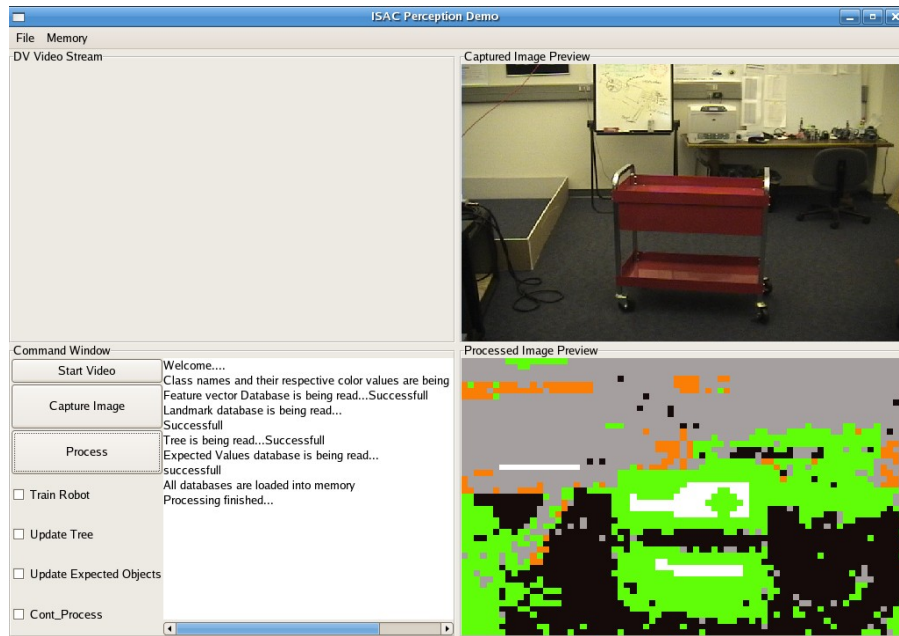 ISAC Perception Demo
File Memory
DV Video Stream
Captured Image Preview
Command Window
Start Video
Capture Image
Process
Train Robot
Update Tree
Update Expected Objects
Cont_Process
Welcome....
Class names and their respective color values are being
Feature vector Database is being read...Successfull
Landmark database is being read...
Successfull
Tree is being read...Successfull
Expected Values database is being read...
successfull
All databases are loaded into memory
Processing finished...
Processed Image Preview